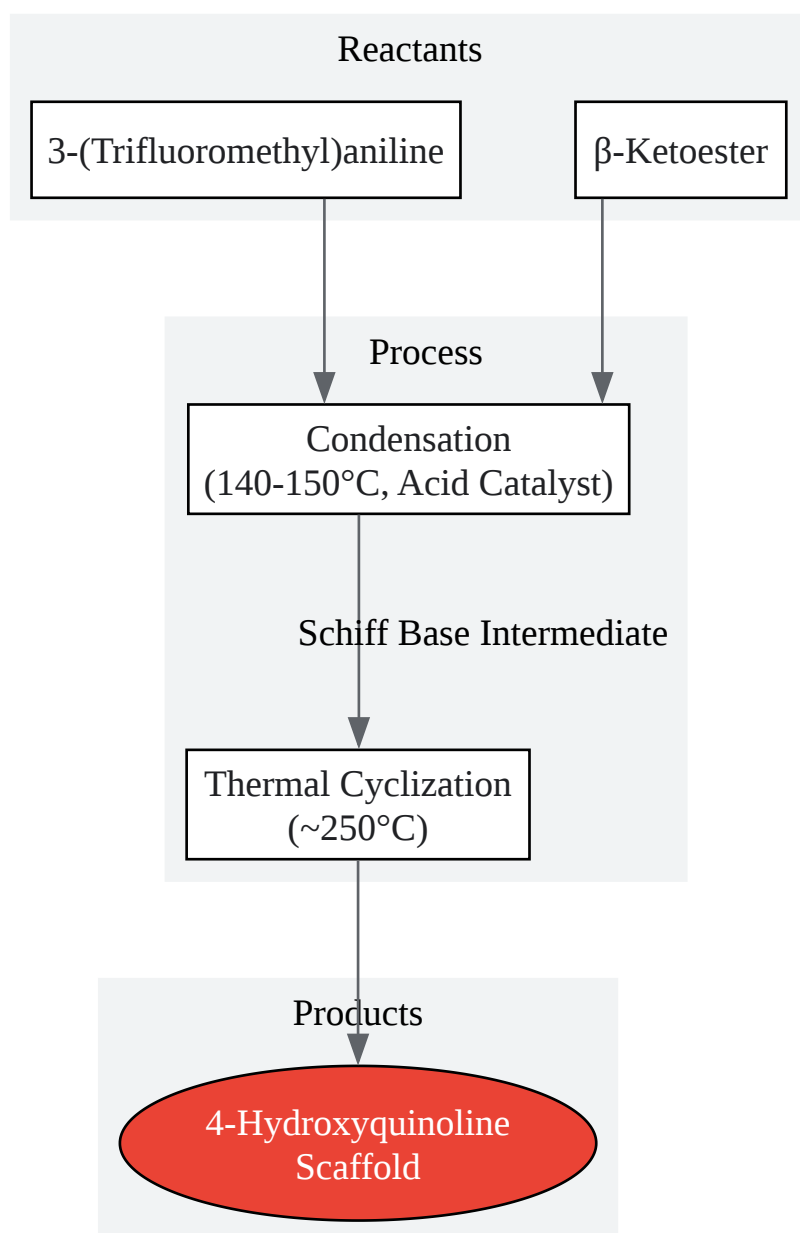 Reactants
3-(Trifluoromethyl)aniline
β-Ketoester
Process
Condensation
(140-150°C, Acid Catalyst)
Schiff Base Intermediate
Thermal Cyclization
(~250°C)
Products
4-Hydroxyquinoline
Scaffold